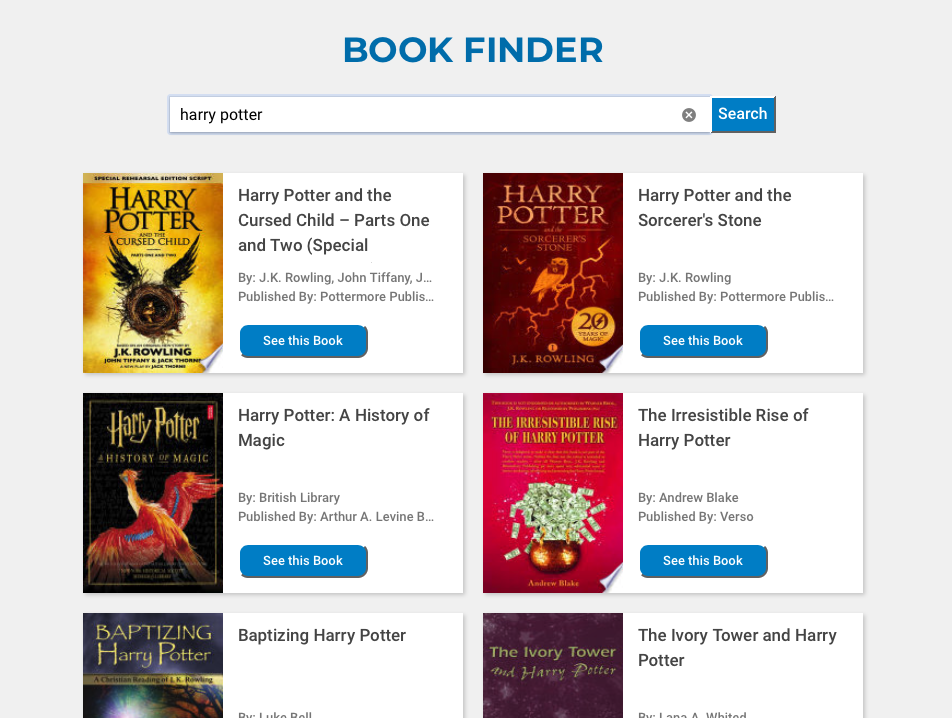 BOOK FINDER
harry potter
Search
SPECIAL REHEARSAL EDITION SCRIPT
HARRY
POTTER
AND THE
CURSED CHILD
PARTS ONE AND TWO
J.K. ROWLING
JOHN TIFFANY & JACK THORNE
A NEW PLAY BY JACK THORNE
Harry Potter and the
Cursed Child – Parts One
and Two (Special
By: J.K. Rowling, John Tiffany, J...
Published By: Pottermore Publis...
See this Book
HARRY
POTTER
and the
SORCERER'S
STONE
20
YEARS OF
MAGIC
1
J.K. ROWLING
Harry Potter and the
Sorcerer's Stone
By: J.K. Rowling
Published By: Pottermore Publis...
See this Book
Harry Potter
A HISTORY OF MAGIC
Harry Potter: A History of
Magic
By: British Library
Published By: Arthur A. Levine B...
See this Book
THE IRRESISTIBLE RISE
OF HARRY POTTER
Andrew Blake
The Irresistible Rise of
Harry Potter
By: Andrew Blake
Published By: Verso
See this Book
BAPTIZING
Harry Potter
A Christian Reading of J. K. Rowling
Baptizing Harry Potter
By: Luke Bell
The Ivory Tower
and Harry Potter
The Ivory Tower and Harry
Potter
By: Lana A. Whited